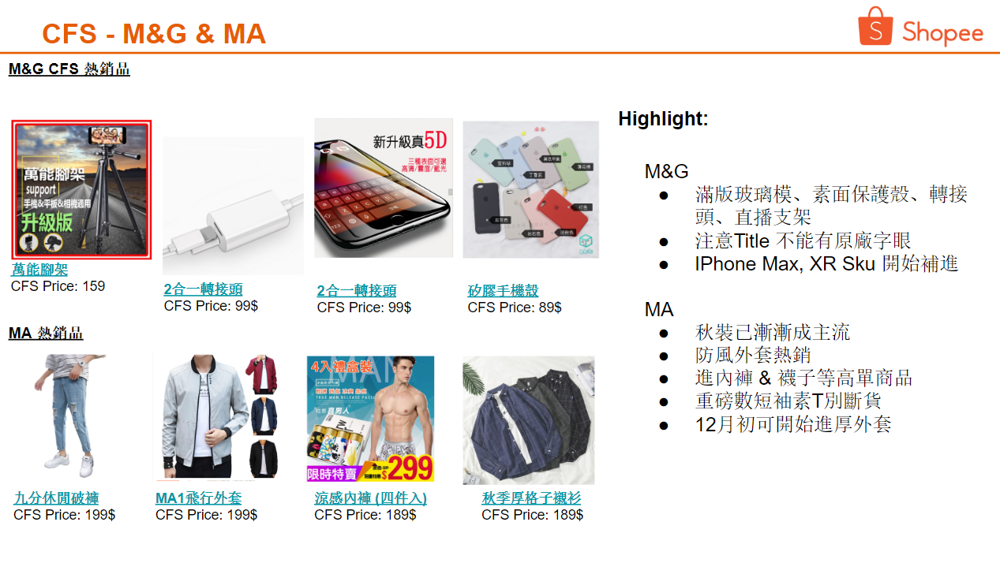 CFS - M&G & MA
Shopee
M&G CFS 熱銷品
萬能腳架
support
手機&平板&相機通用
升級版
新升級真5D
三種表面可選
高清/霧面/藍光
萬能腳架
CFS Price: 159
2合一轉接頭
CFS Price: 99$
2合一轉接頭
CFS Price: 99$
矽膠手機殼
CFS Price: 89$
MA 熱銷品
4入禮盒裝
MAN
TRUE MAN RELEASE PASSI
限時特賣
$299
九分休閒破褲
CFS Price: 199$
MA1飛行外套
CFS Price: 199$
涼感內褲 (四件入)
CFS Price: 189$
秋季厚格子襯衫
CFS Price: 189$
Highlight:
M&G
● 滿版玻璃模、素面保護殼、轉接
頭、直播支架
● 注意Title 不能有原廠字眼
● IPhone Max, XR Sku 開始補進
MA
● 秋裝已漸漸成主流
● 防風外套熱銷
● 進內褲 & 襪子等高單商品
● 重磅數短袖素T別斷貨
● 12月初可開始進厚外套